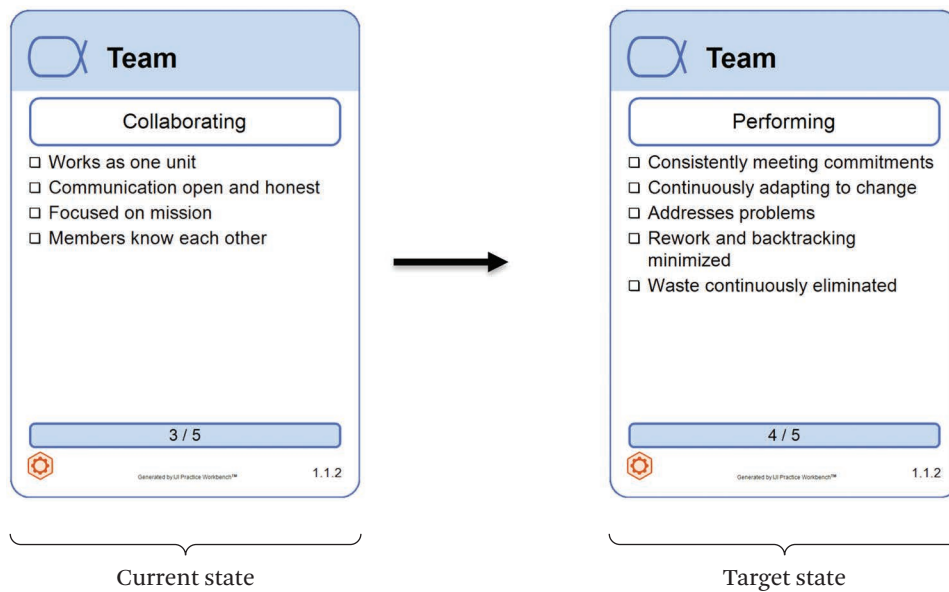 Team
Collaborating
☐ Works as one unit
☐ Communication open and honest
☐ Focused on mission
☐ Members know each other
3 / 5
Generated by UI Practice Workbench™
1.1.2
Current state
Team
Performing
☐ Consistently meeting commitments
☐ Continuously adapting to change
☐ Addresses problems
☐ Rework and backtracking
minimized
☐ Waste continuously eliminated
4 / 5
Generated by UI Practice Workbench™
1.1.2
Target state